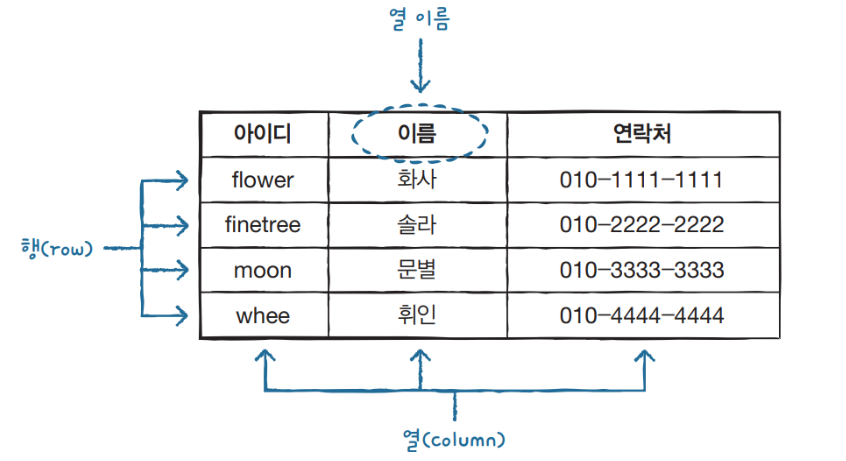 열 이름
아이디 이름 연락처
flower 화사 010-1111-1111
finetree 솔라 010-2222-2222
행(row)
moon 문별 010-3333-3333
whee 휘인 010-4444-4444
열(column)